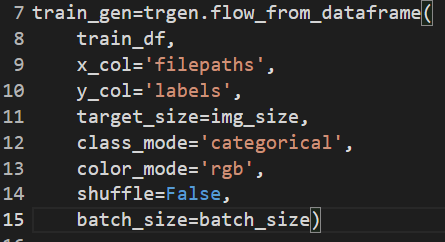 7 train_gen=trgen.flow_from_dataframe(
8     train_df,
9     x_col='filepaths',
10     y_col='labels',
11     target_size=img_size,
12     class_mode='categorical',
13     color_mode='rgb',
14     shuffle=False,
15     batch_size=batch_size)